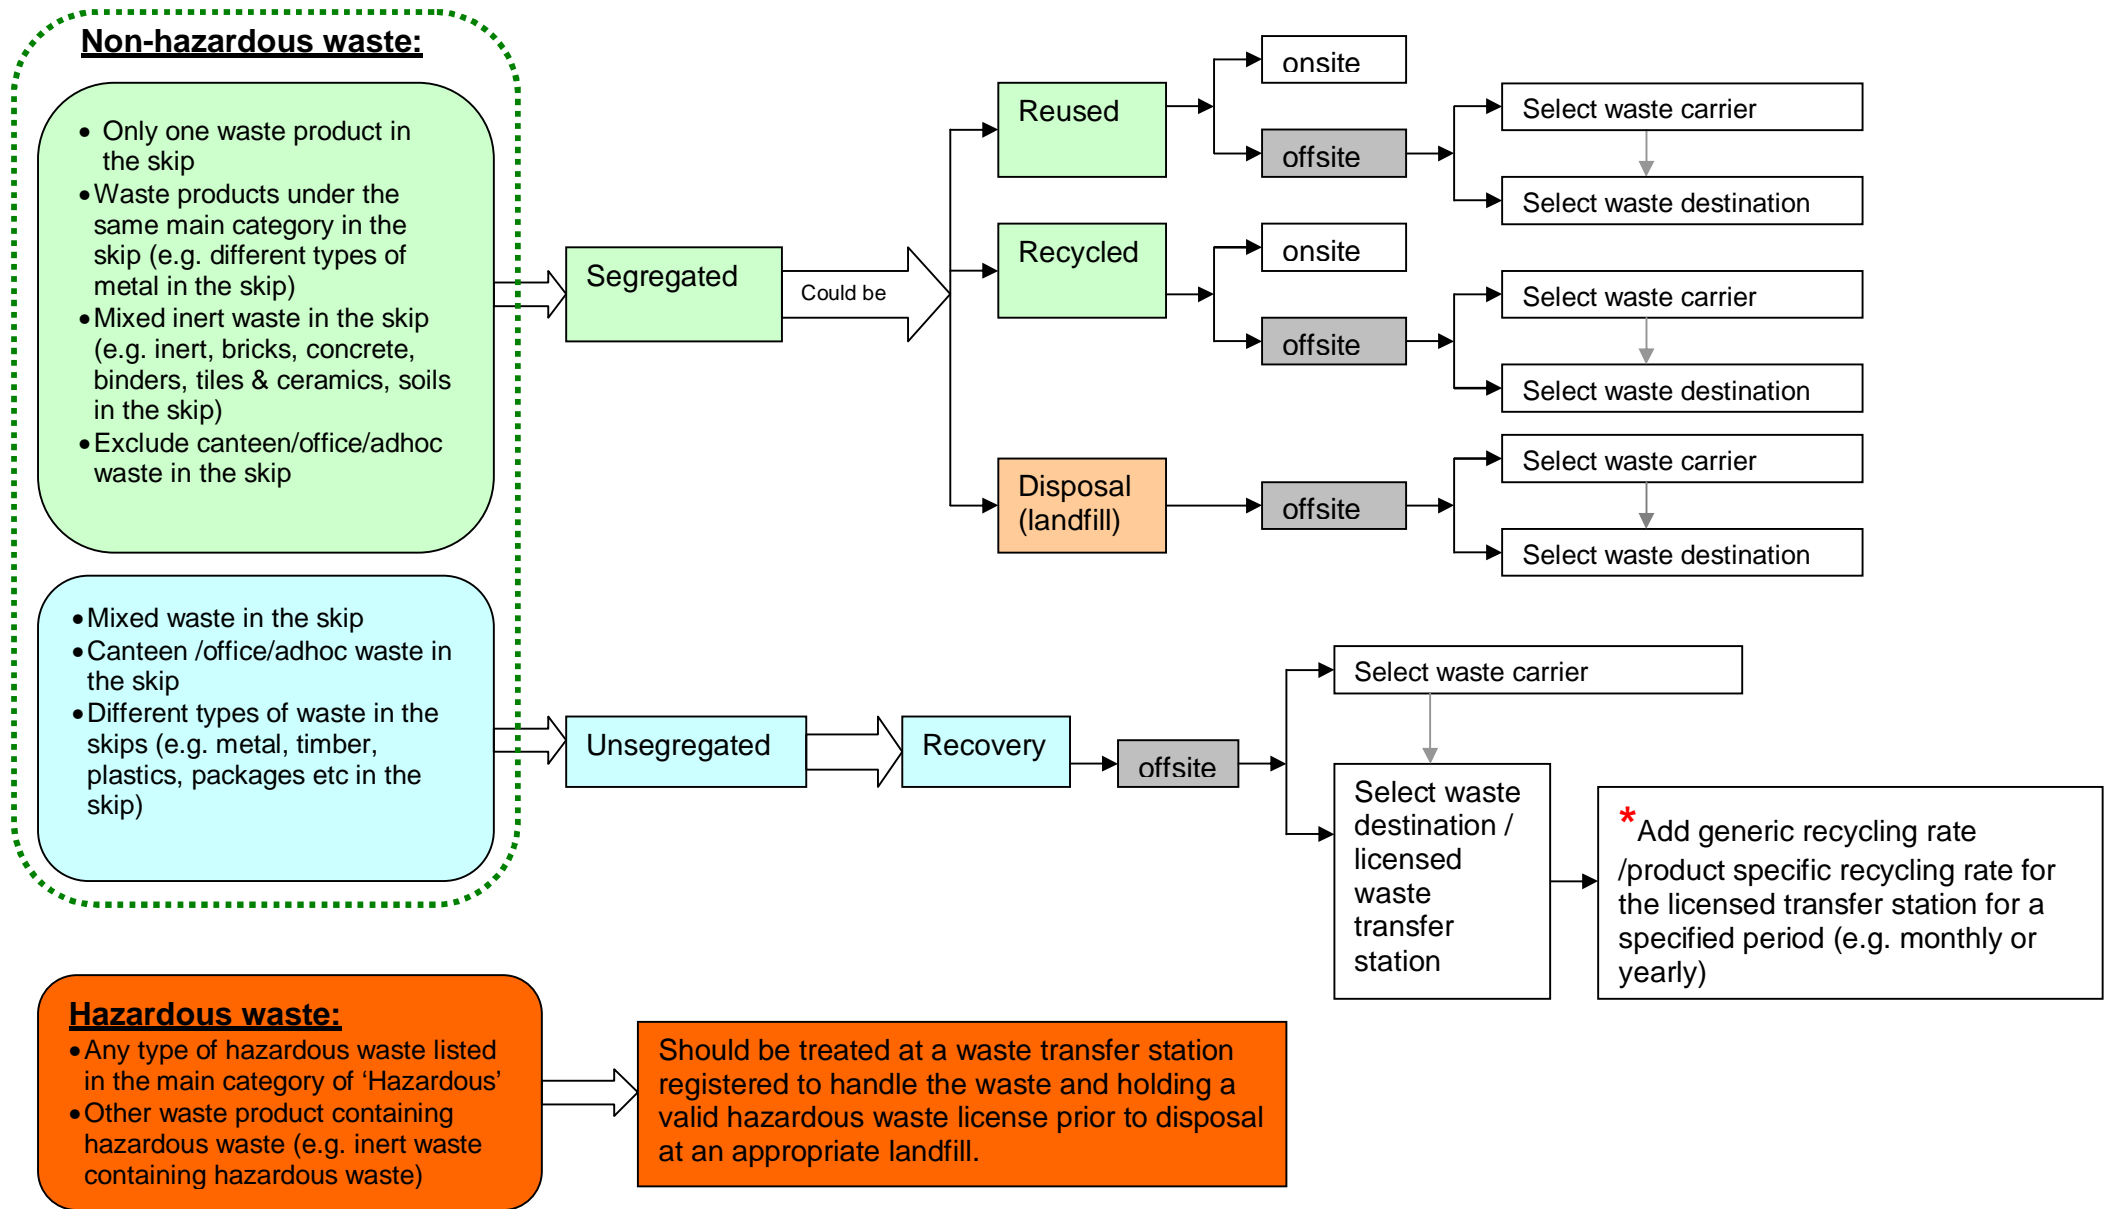 Non-hazardous waste:
• Only one waste product in
the skip
•Waste products under the
same main category in the
skip (e.g. different types of
metal in the skip)
•Mixed inert waste in the skip
(e.g. inert, bricks, concrete,
binders, tiles & ceramics, soils
in the skip)
•Exclude canteen/office/adhoc
waste in the skip
Segregated
Could be
Reused
onsite
offsite
Select waste carrier
Select waste destination
Recycled
onsite
offsite
Select waste carrier
Select waste destination
Disposal
(landfill)
offsite
Select waste carrier
Select waste destination
•Mixed waste in the skip
•Canteen /office/adhoc waste in
the skip
•Different types of waste in the
skips (e.g. metal, timber,
plastics, packages etc in the
skip)
Unsegregated
Recovery
offsite
Select waste carrier
Select waste
destination /
licensed
waste
transfer
station
*Add generic recycling rate
/product specific recycling rate for
the licensed transfer station for a
specified period (e.g. monthly or
yearly)
Hazardous waste:
•Any type of hazardous waste listed
in the main category of ‘Hazardous’
•Other waste product containing
hazardous waste (e.g. inert waste
containing hazardous waste)
Should be treated at a waste transfer station
registered to handle the waste and holding a
valid hazardous waste license prior to disposal
at an appropriate landfill.